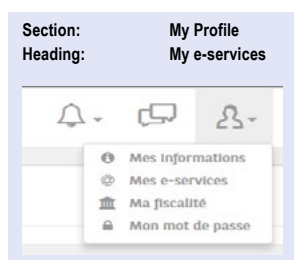 Section: My Profile
Heading: My e-services
Mes informations
Mes e-services
Ma fiscalité
Mon mot de passe